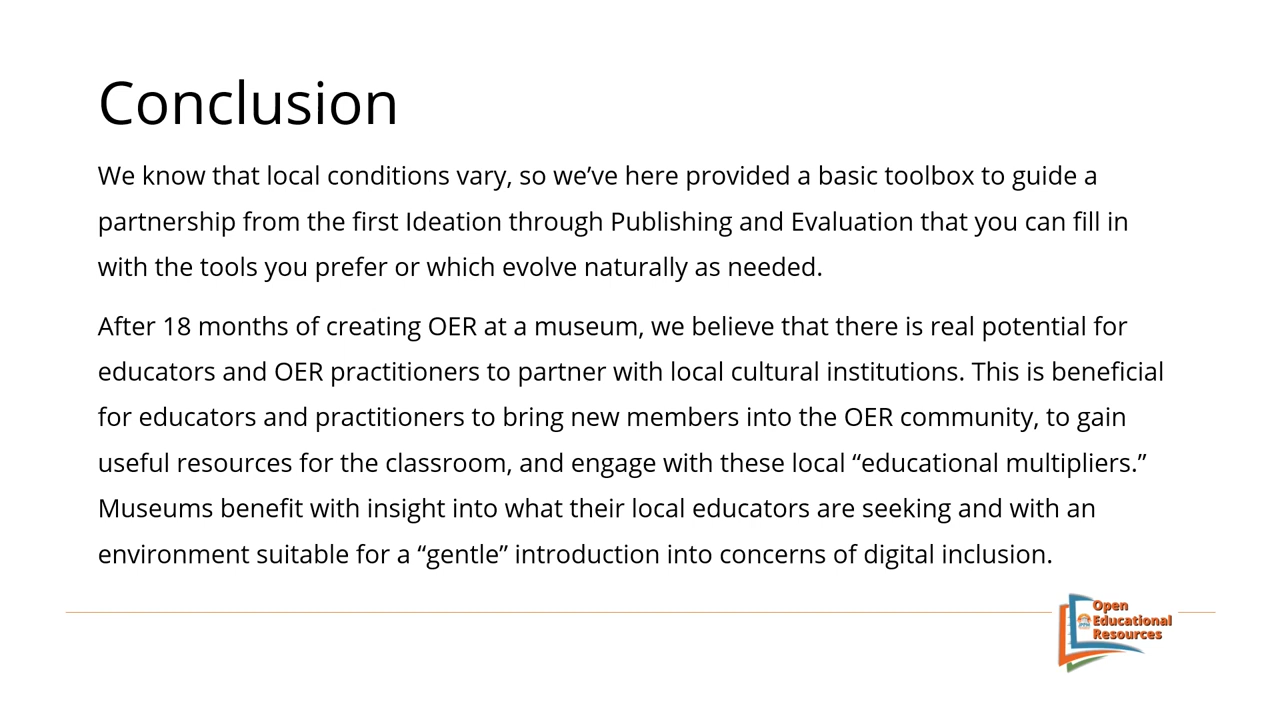 Conclusion
We know that local conditions vary, so we’ve here provided a basic toolbox to guide a
partnership from the first Ideation through Publishing and Evaluation that you can fill in
with the tools you prefer or which evolve naturally as needed.
After 18 months of creating OER at a museum, we believe that there is real potential for
educators and OER practitioners to partner with local cultural institutions. This is beneficial
for educators and practitioners to bring new members into the OER community, to gain
useful resources for the classroom, and engage with these local “educational multipliers.”
Museums benefit with insight into what their local educators are seeking and with an
environment suitable for a “gentle” introduction into concerns of digital inclusion.
Open
Educational
Resources